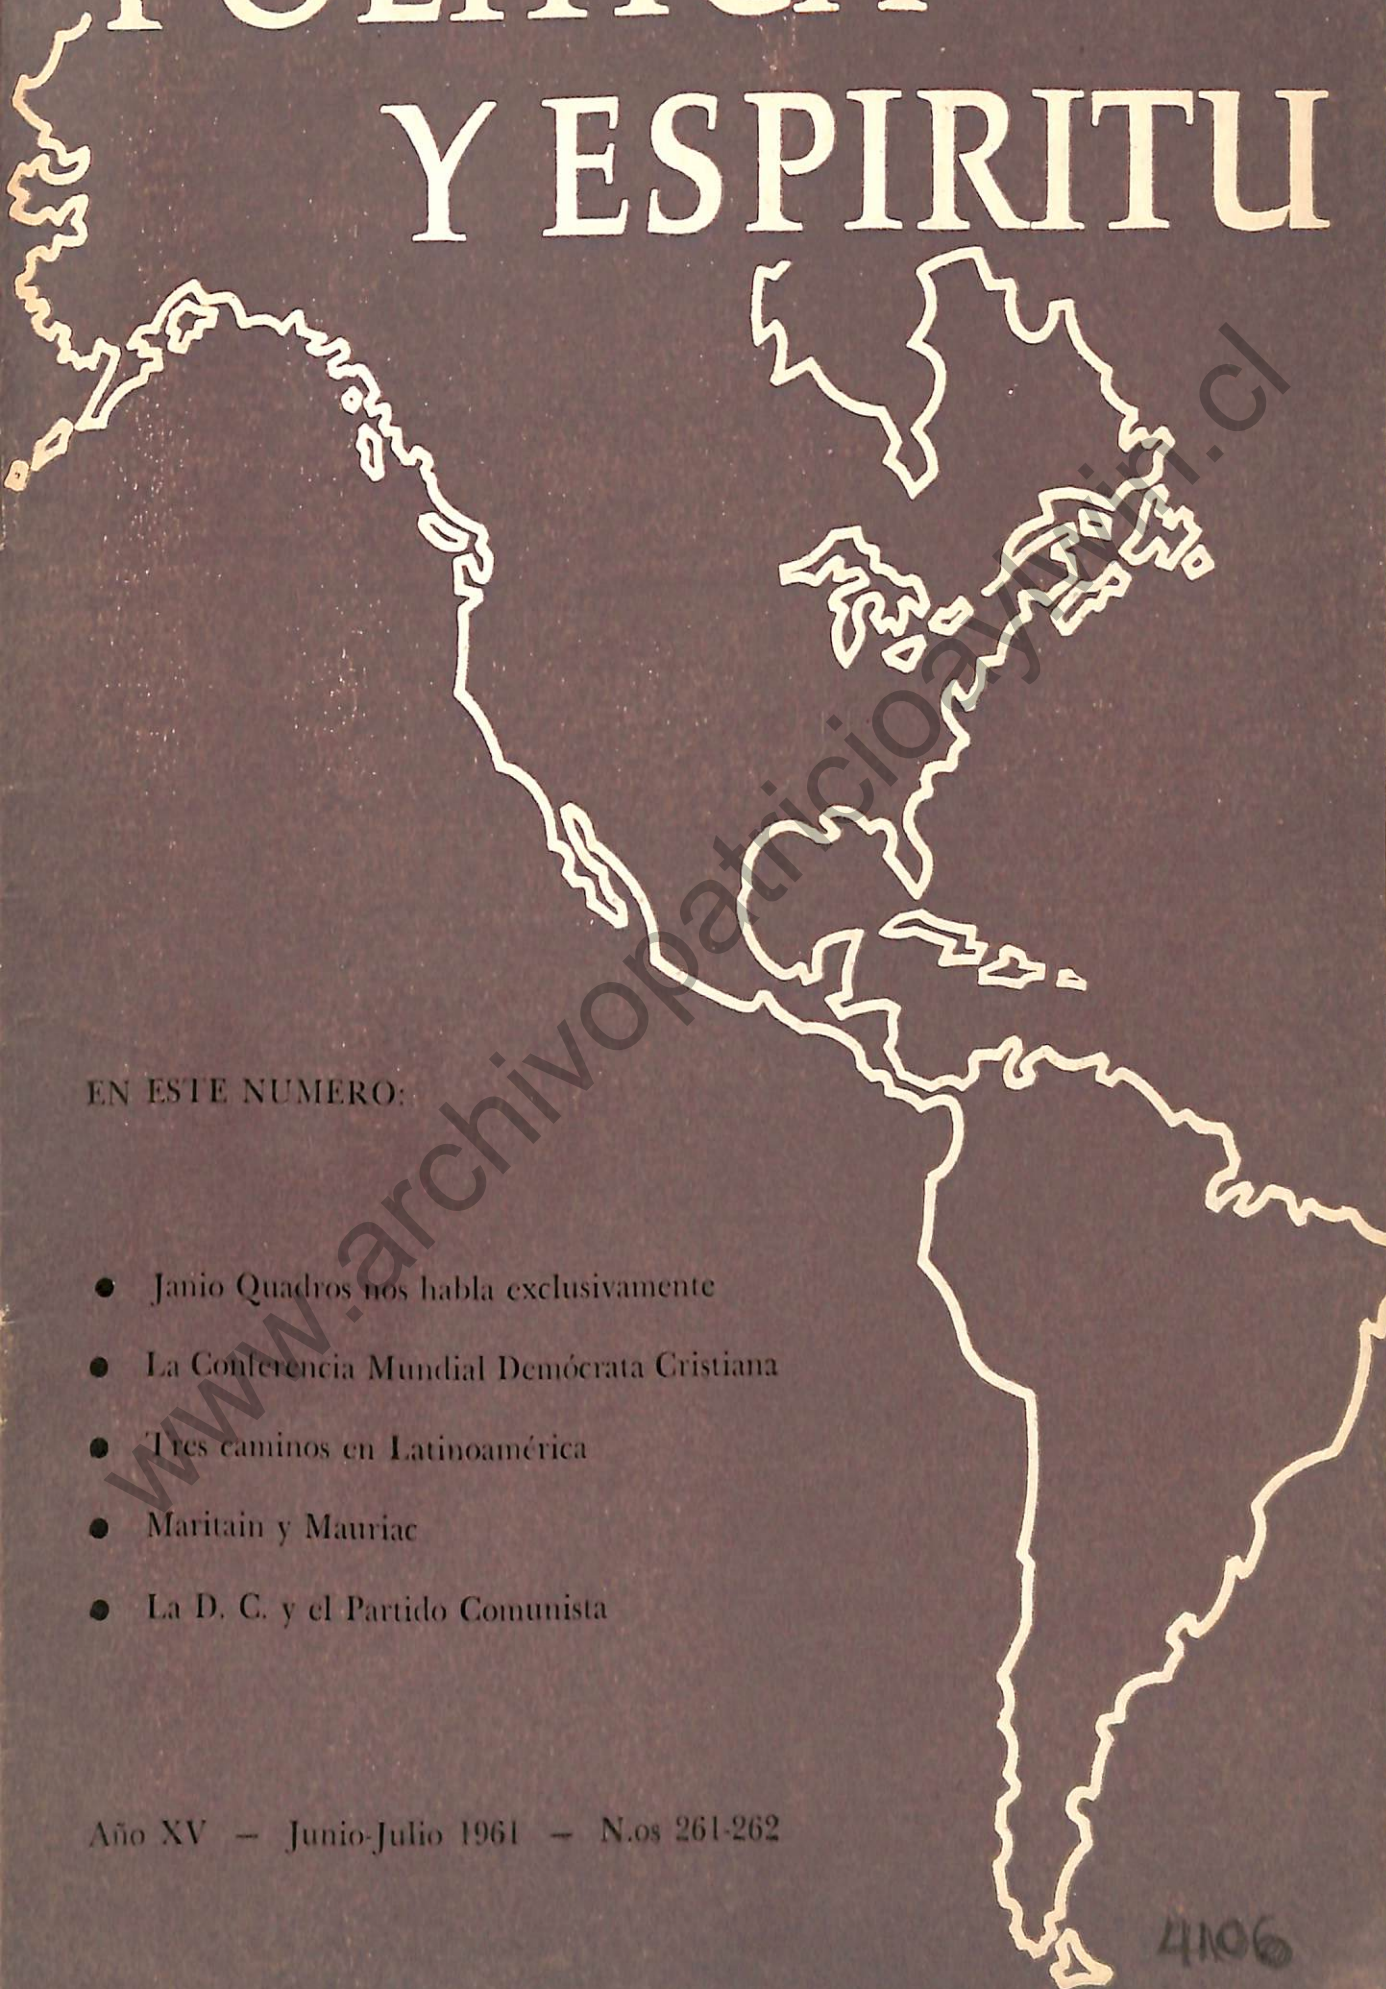 POLITICA
Y ESPIRITU
EN ESTE NUMERO:
● Janio Quadros nos habla exclusivamente
● La Conferencia Mundial Demócrata Cristiana
● Tres caminos en Latinoamérica
● Maritain y Mauriac
● La D. C. y el Partido Comunista
Año XV — Junio-Julio 1961 — N.os 261-262
4106
www.archivopatricioaylwin.cl